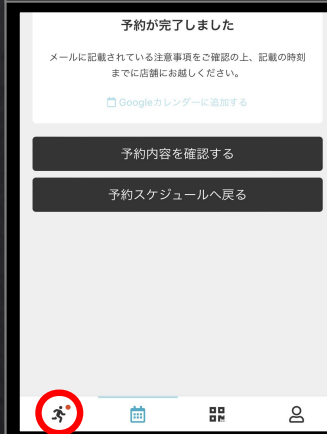 予約が完了しました
メールに記載されている注意事項をご確認の上、記載の時刻
までに店舗にお越しください。
Googleカレンダーに追加する
予約内容を確認する
予約スケジュールへ戻る